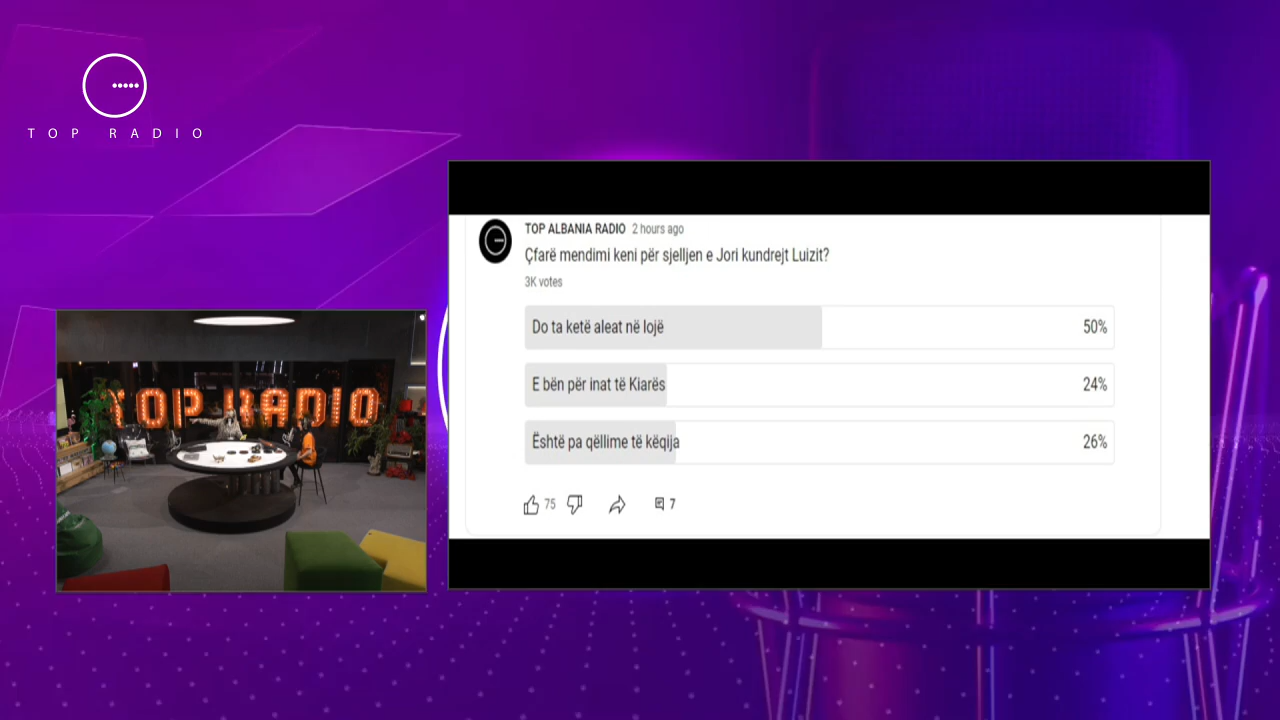 TOP RADIO
TOP ALBANIA RADIO 2 hours ago
Çfarë mendimi keni për sjelljen e Jori kundrejt Luizit?
3K votes
Do ta ketë aleat në lojë 50%
E bën për inat të Kiarës 24%
Është pa qëllime të këqija 26%
75 7
TOP RADIO